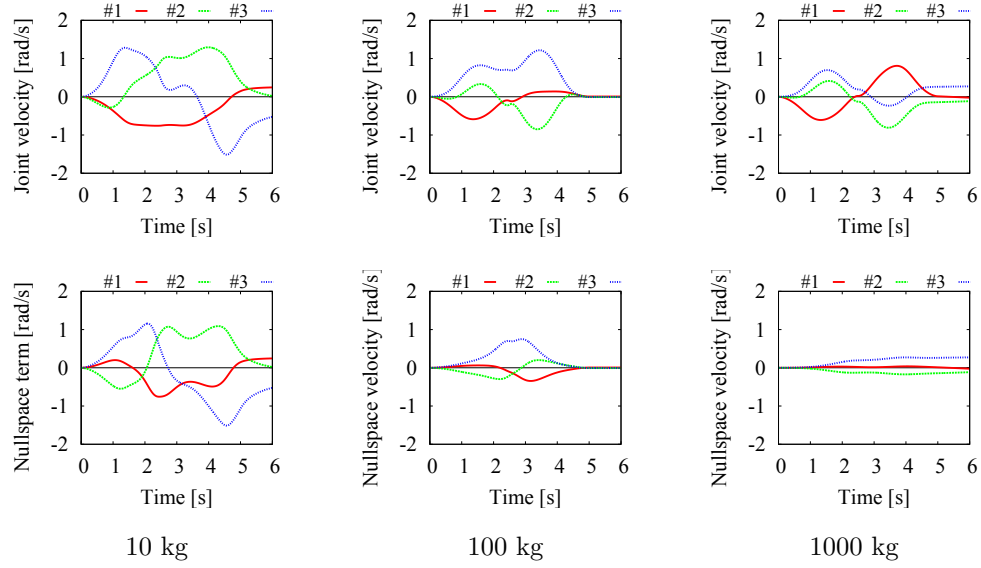 #1 #2 #3 #1 #2 #3 #1 #2 #3
2 2 2
1 1 1
0 0 0
-1 -1 -1
-2 -2 -2
Joint velocity [rad/s] Joint velocity [rad/s] Joint velocity [rad/s]
0 1 2 3 4 5 6 0 1 2 3 4 5 6 0 1 2 3 4 5 6
Time [s] Time [s] Time [s]
#1 #2 #3 #1 #2 #3 #1 #2 #3
2 2 2
1 1 1
0 0 0
-1 -1 -1
-2 -2 -2
Nullspace term [rad/s] Nullspace velocity [rad/s] Nullspace velocity [rad/s]
0 1 2 3 4 5 6 0 1 2 3 4 5 6 0 1 2 3 4 5 6
Time [s] Time [s] Time [s]
10 kg 100 kg 1000 kg